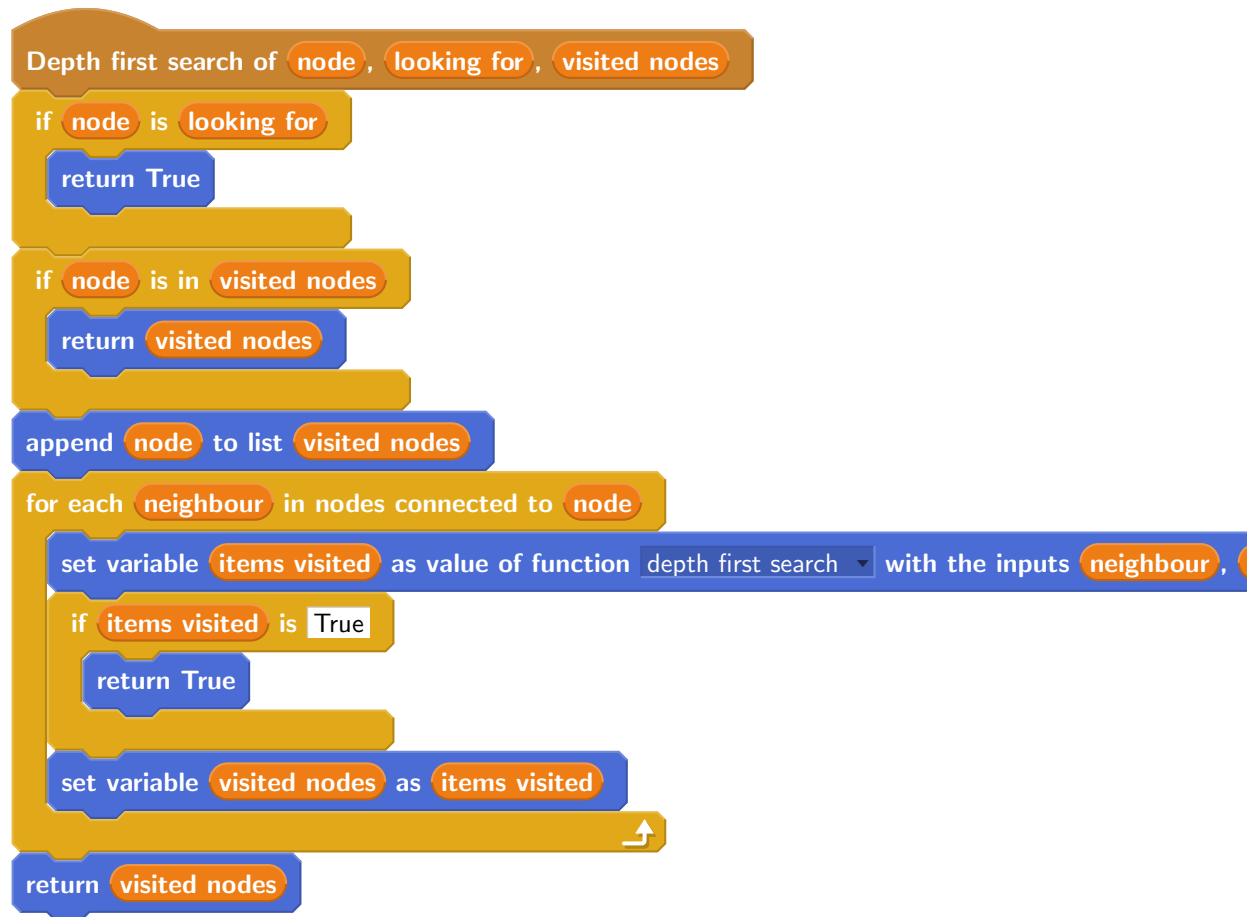 Depth first search of node, looking for, visited nodes
if node is looking for
return True
if node is in visited nodes
return visited nodes
append node to list visited nodes
for each neighbour in nodes connected to node
set variable items visited as value of function depth first search with the inputs neighbour,
if items visited is True
return True
set variable visited nodes as items visited
return visited nodes